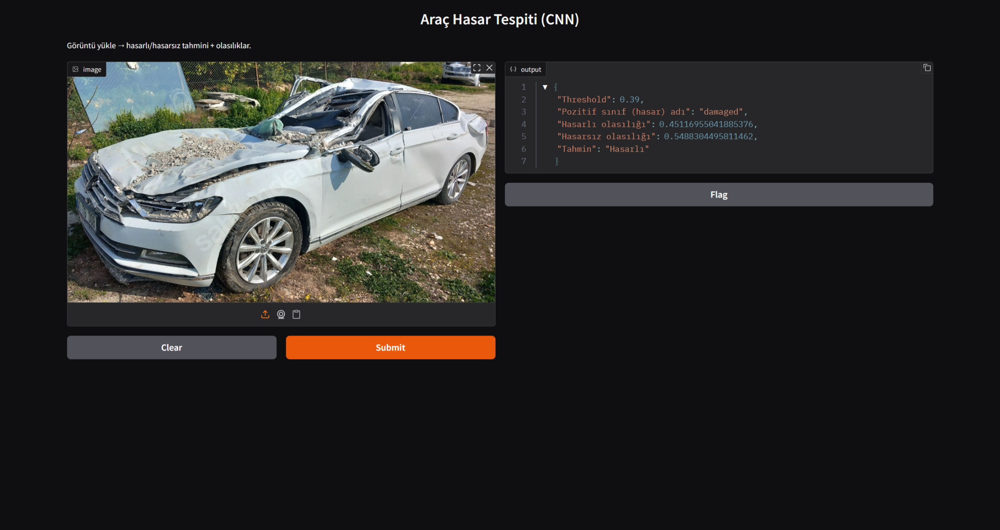 Araç Hasar Tespiti (CNN)
Görüntü yükle → hasarlı/hasarsız tahmini + olasılıklar.
image
output
1 ▼ {
2 "Threshold": 0.39,
3 "Pozitif sınıf (hasar) adı": "damaged",
4 "Hasarlı olasılığı": 0.45116955041885376,
5 "Hasarsız olasılığı": 0.5488304495811462,
6 "Tahmin": "Hasarlı"
7 }
Flag
Clear
Submit